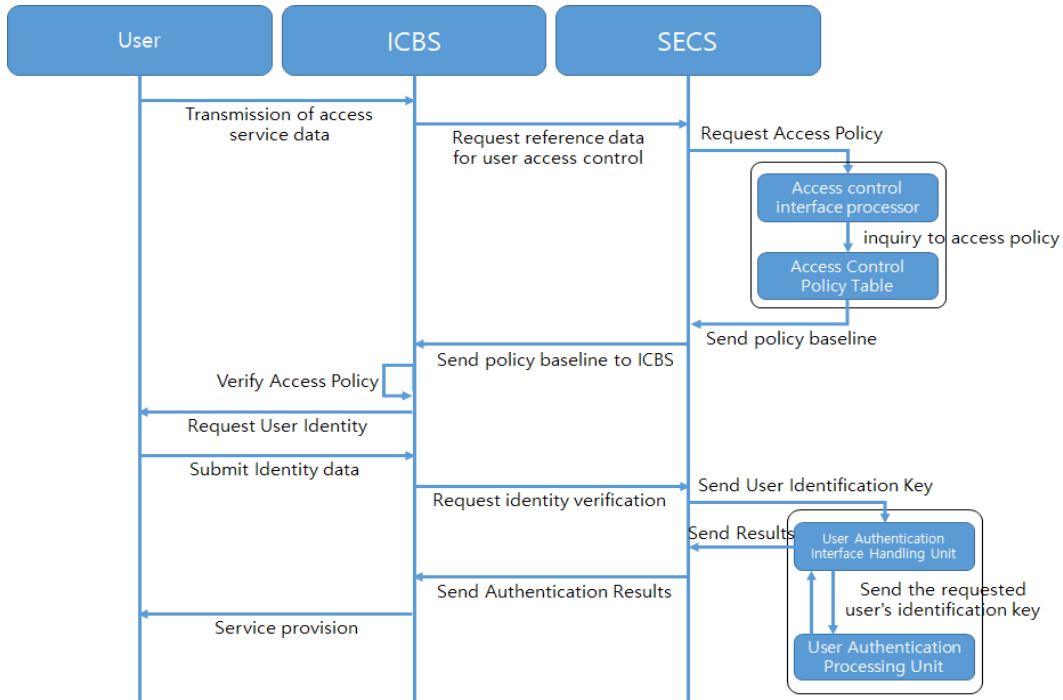 User
ICBS
SECS
Transmission of access
service data
Request reference data
for user access control
Request Access Policy
Access control
interface processor
inquiry to access policy
Access Control
Policy Table
Send policy baseline
Send policy baseline to ICBS
Verify Access Policy
Request User Identity
Submit Identity data
Request identity verification
Send User Identification Key
Send Results
User Authentication
Interface Handling Unit
Send the requested
user's identification key
Send Authentication Results
Service provision
User Authentication
Processing Unit